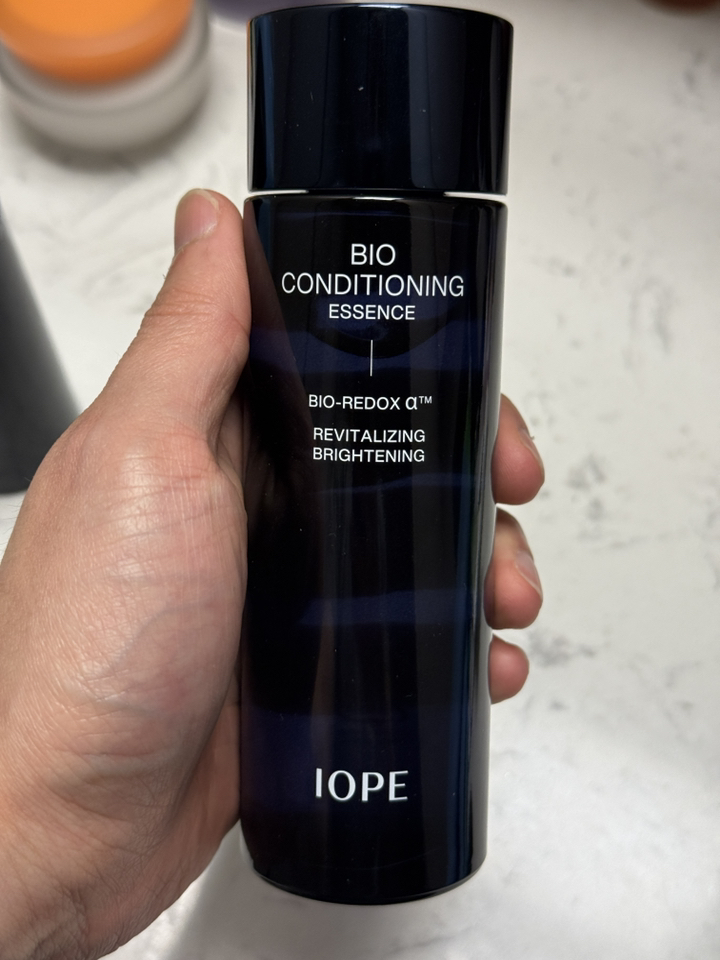 BIO
CONDITIONING
ESSENCE
BIO-REDOX α™
REVITALIZING
BRIGHTENING
IOPE